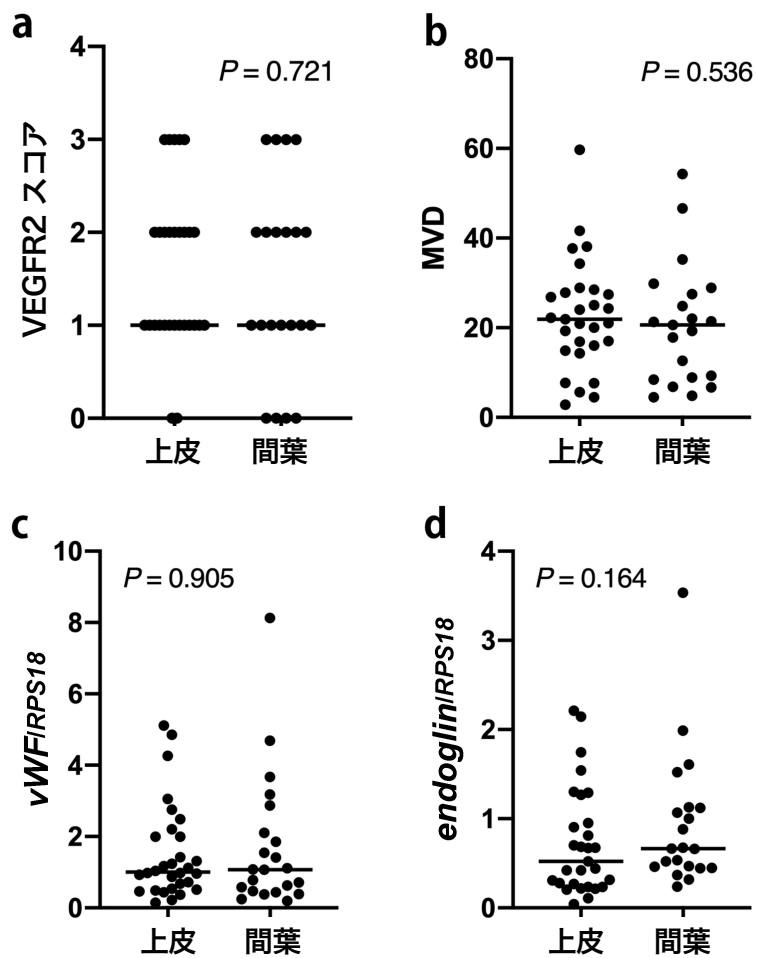 a
P = 0.721
VEGFR2 スコア
4
3
2
1
0
上皮
間葉
b
P = 0.536
MVD
80
60
40
20
0
上皮
間葉
c
P = 0.905
vWF/RPS18
10
8
6
4
2
0
上皮
間葉
d
P = 0.164
endoglin/RPS18
4
3
2
1
0
上皮
間葉